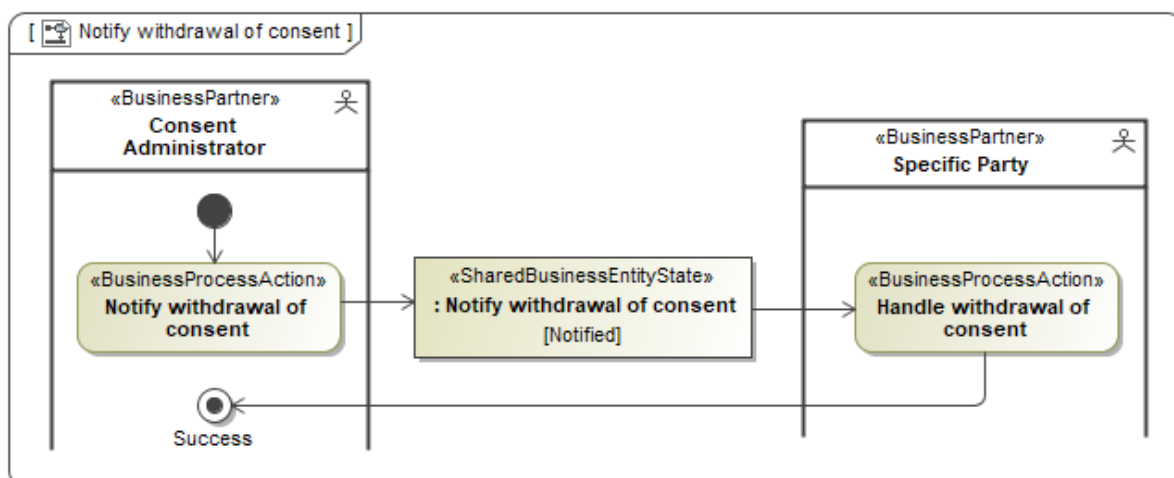 [ Notify withdrawal of consent ]
«BusinessPartner»
Consent
Administrator
«BusinessPartner»
Specific Party
«BusinessProcessAction»
Notify withdrawal of
consent
«SharedBusinessEntityState»
: Notify withdrawal of consent
[Notified]
«BusinessProcessAction»
Handle withdrawal of
consent
Success